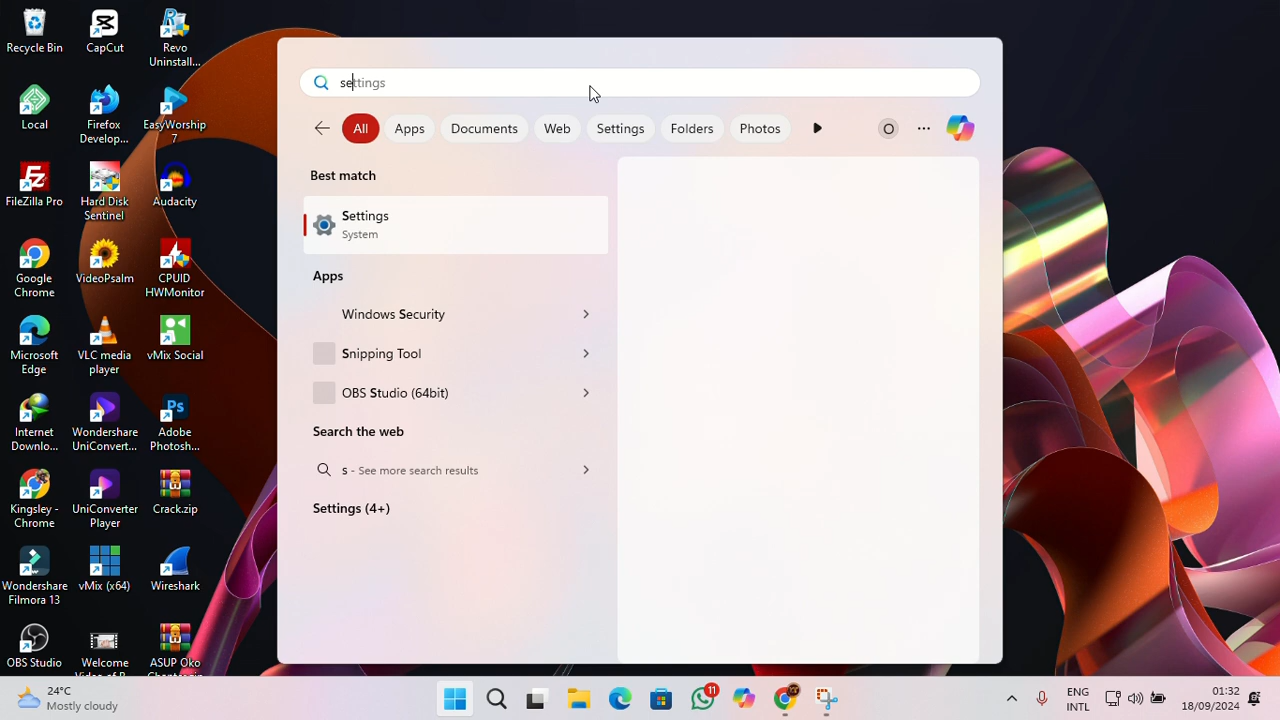 Recycle Bin
CapCut
Revo
Uninstall...
Local
Firefox
Develop...
EasyWorship
7
FileZilla Pro
Hard Disk
Sentinel
Audacity
Google
Chrome
VideoPsalm
CPUID
HWMonitor
Microsoft
Edge
VLC media
player
vMix Social
Internet
Downlo...
Wondershare
UniConvert...
Adobe
Photosh...
Kingsley -
Chrome
UniConverter
Player
Crack.zip
Wondershare
Filmora 13
vMix (x64)
Wireshark
OBS Studio
Welcome
ASUP Oko
settings
All
Apps
Documents
Web
Settings
Folders
Photos
O
Best match
Settings
System
Apps
Windows Security
Snipping Tool
OBS Studio (64bit)
Search the web
s - See more search results
Settings (4+)
24°C
Mostly cloudy
11
ENG
INTL
01:32
18/09/2024